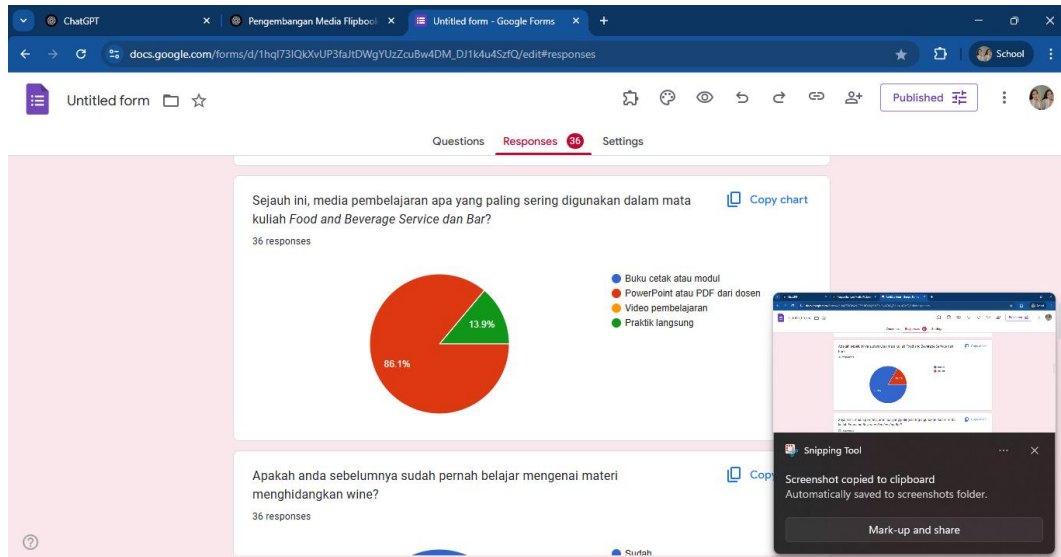 ChatGPT
Pengembangan Media Flipbook
Untitled form - Google Forms
docs.google.com/forms/d/1hql73IQkXvUP3faJtDWgYUzZcuBw4DM_DJ1k4u4SzfQ/edit#responses
School
Untitled form
Published
Questions Responses 36 Settings
Sejauh ini, media pembelajaran apa yang paling sering digunakan dalam mata
kuliah Food and Beverage Service dan Bar?
Copy chart
36 responses
Buku cetak atau modul
PowerPoint atau PDF dari dosen
Video pembelajaran
Praktik langsung
13.9%
86.1%
Apakah anda sebelumnya sudah pernah belajar mengenai materi
menghidangkan wine?
Cop
36 responses
Sudah
Snipping Tool
Screenshot copied to clipboard
Automatically saved to screenshots folder.
Mark-up and share